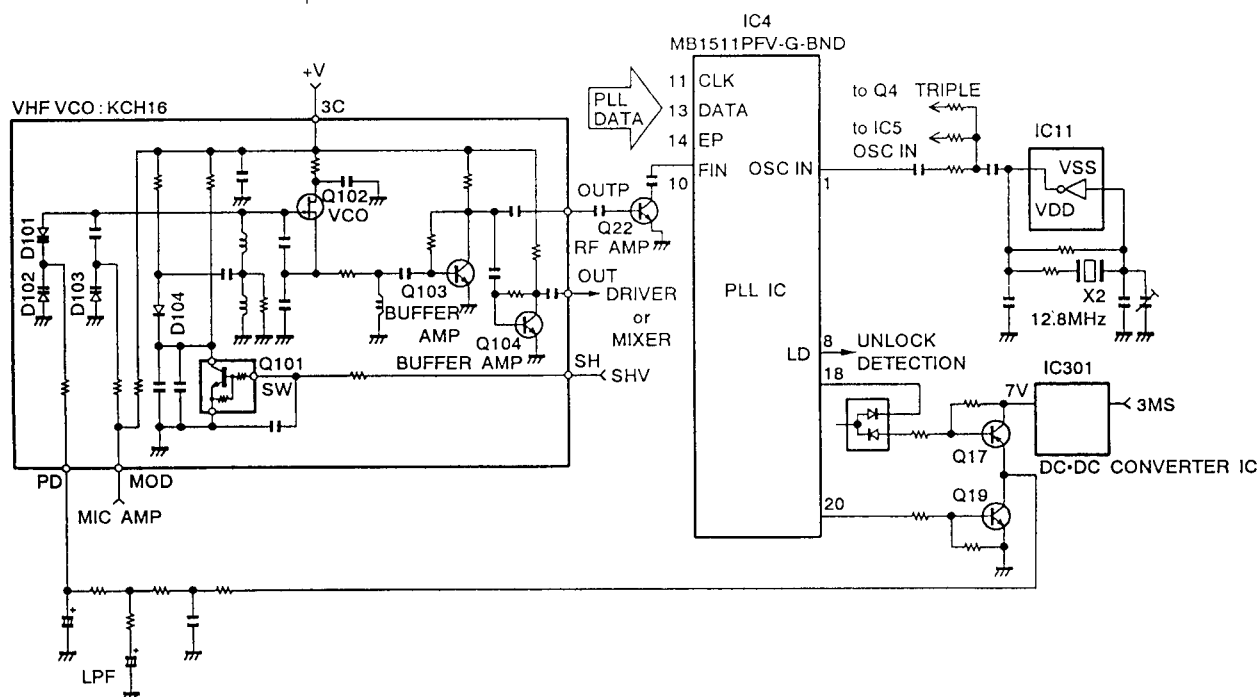 IC4
MB1511PFV-G-BND
+V
VHF VCO : KCH16
3C
PLL
DATA
11 CLK
13 DATA
14 EP
FIN
10
OSC IN
1
to Q4 TRIPLE
to IC5
OSC IN
IC11
VSS
VDD
Q102
VCO
OUTP
Q22
RF AMP
D101
D102
D103
D104
Q103
BUFFER
AMP
OUT
DRIVER
or
MIXER
Q104
BUFFER AMP
PLL IC
X2
12.8MHz
Q101
SW
SH
SHV
LD
8
UNLOCK
DETECTION
18
7V
IC301
3MS
Q17
DC•DC CONVERTER IC
PD
MOD
MIC AMP
20
Q19
+
+
LPF